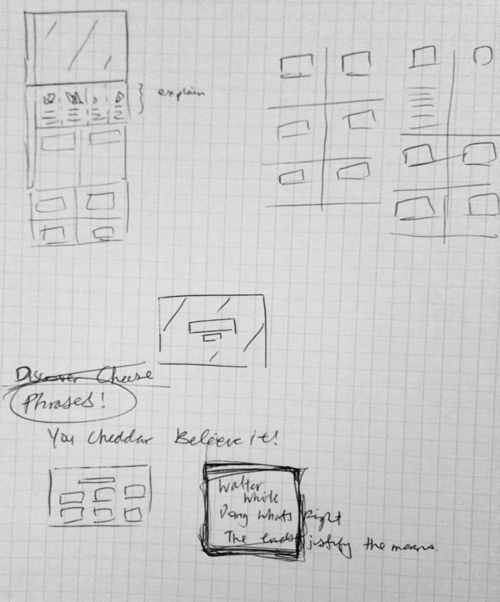 explain
Discover Cheese
Phrases!
You Cheddar Believe It!
Walter
White
Doing whats right
The ends justify the means.